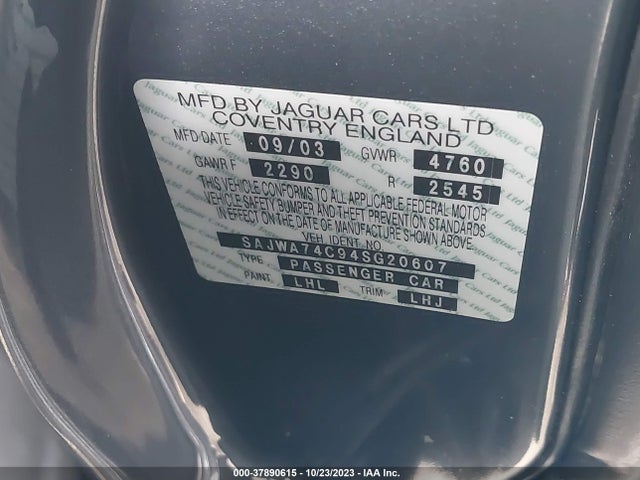 MFD BY JAGUAR CARS LTD
COVENTRY ENGLAND
MFD-DATE 09/03 GVWR 4760
GAWR F 2290 R 2545
THIS VEHICLE CONFORMS TO ALL APPLICABLE FEDERAL MOTOR
VEHICLE SAFETY BUMPER AND THEFT PREVENTION STANDARDS
IN EFFECT ON THE DATE OF MANUFACTURE SHOWN ABOVE.
VEH IDENT NO
SAJWA74C94SG20607
TYPE PASSENGER CAR
PAINT LHL TRIM LHJ
000-37890615 - 10/23/2023 - IAA Inc.